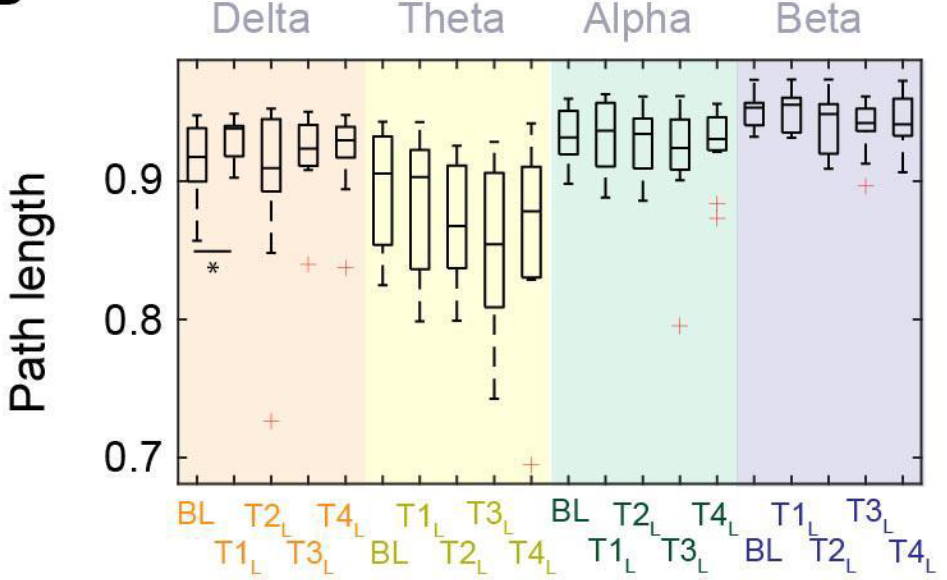 Delta Theta Alpha Beta
Path length
0.9
*
0.8
0.7
BL T2L T4L T1L T3L BL T2L T4L T1L T3L
T1L T3L BL T2L T4L T1L T3L BL T2L T4L